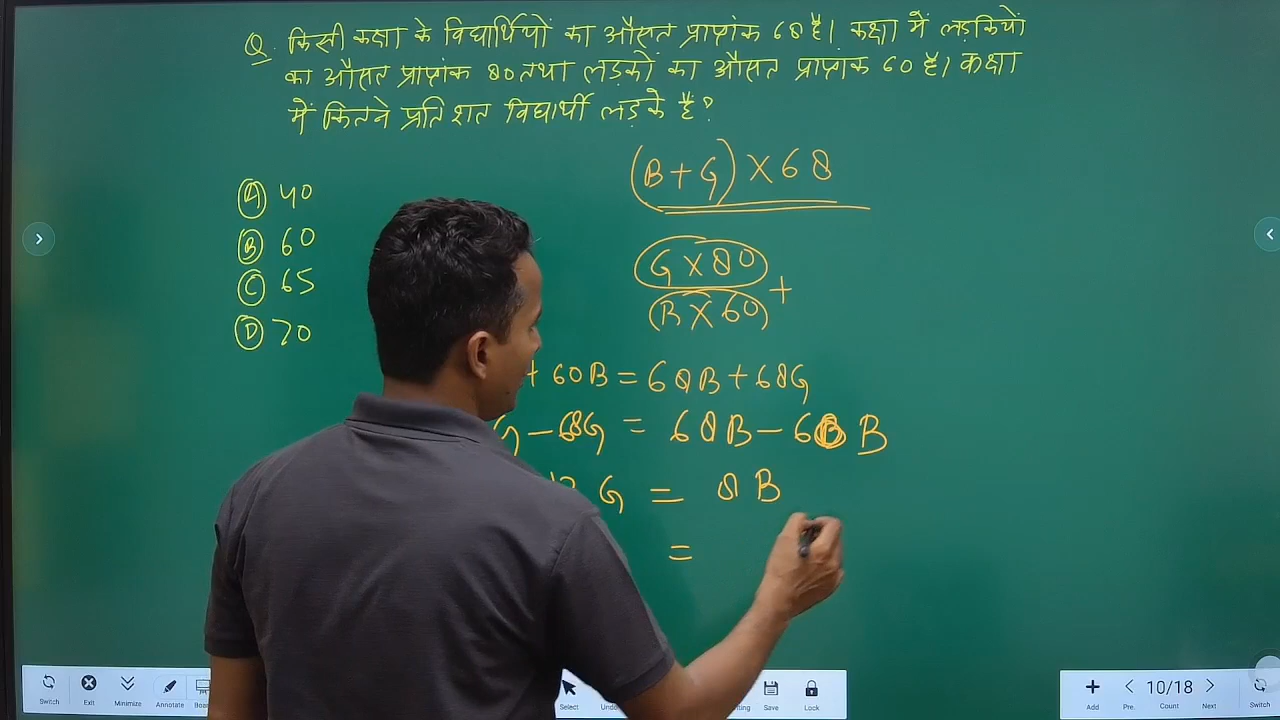 Q. किसी कक्षा के विद्यार्थियों का औसत प्राप्तांक 68 है। कक्षा में लड़कियों
का औसत प्राप्तांक 80 तथा लड़कों का औसत प्राप्तांक 60 है। कक्षा
में कितने प्रतिशत विद्यार्थी लड़के हैं?
(B+G)×68
A 40
B 60
G×80
C 65
+
(B×60)
D 70
+ 60B = 68B + 68G
G - 68G = 68B - 60 B
G = 8B
=
Switch Exit Minimize Annotate Select Save Lock
+ < 10/18 >
Add Pre. Count Next Switch